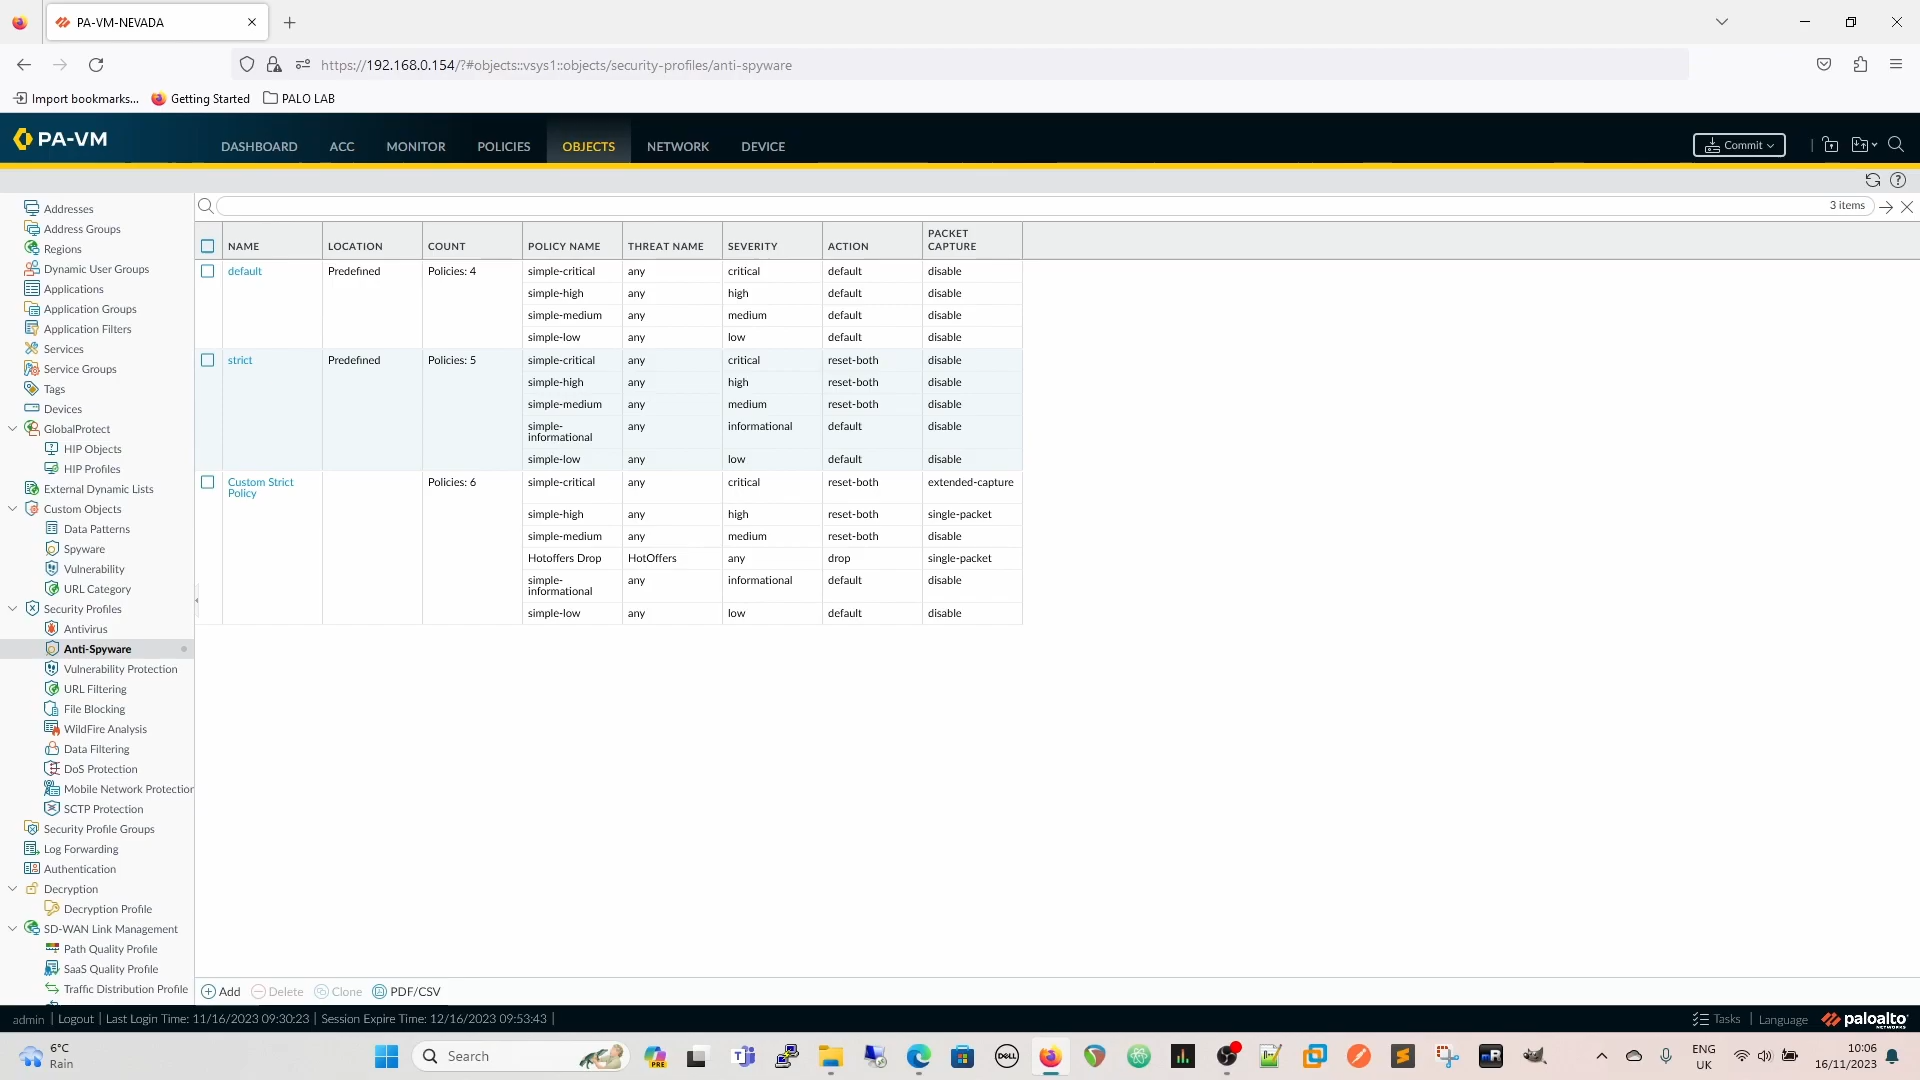 PA-VM-NEVADA
https://192.168.0.154/?#objects::vsys1::objects/security-profiles/anti-spyware
Import bookmarks... Getting Started PALO LAB
PA-VM
DASHBOARD ACC MONITOR POLICIES OBJECTS NETWORK DEVICE
Commit
Addresses
Address Groups
Regions
Dynamic User Groups
Applications
Application Groups
Application Filters
Services
Service Groups
Tags
Devices
GlobalProtect
HIP Objects
HIP Profiles
External Dynamic Lists
Custom Objects
Data Patterns
Spyware
Vulnerability
URL Category
Security Profiles
Antivirus
Anti-Spyware
Vulnerability Protection
URL Filtering
File Blocking
WildFire Analysis
Data Filtering
DoS Protection
Mobile Network Protection
SCTP Protection
Security Profile Groups
Log Forwarding
Authentication
Decryption
Decryption Profile
SD-WAN Link Management
Path Quality Profile
SaaS Quality Profile
Traffic Distribution Profile
3 items
NAME LOCATION COUNT POLICY NAME THREAT NAME SEVERITY ACTION PACKET CAPTURE
default Predefined Policies: 4 simple-critical any critical default disable
simple-high any high default disable
simple-medium any medium default disable
simple-low any low default disable
strict Predefined Policies: 5 simple-critical any critical reset-both disable
simple-high any high reset-both disable
simple-medium any medium reset-both disable
simple-informational any informational default disable
simple-low any low default disable
Custom Strict Policy Policies: 6 simple-critical any critical reset-both extended-capture
simple-high any high reset-both single-packet
simple-medium any medium reset-both disable
Hotoffers Drop HotOffers any drop single-packet
simple-informational any informational default disable
simple-low any low default disable
Add Delete Clone PDF/CSV
admin | Logout | Last Login Time: 11/16/2023 09:30:23 | Session Expire Time: 12/16/2023 09:53:43 |
Tasks | Language paloalto NETWORKS
6°C
Rain
Search
PRE
DELL
ENG
UK
10:06
16/11/2023